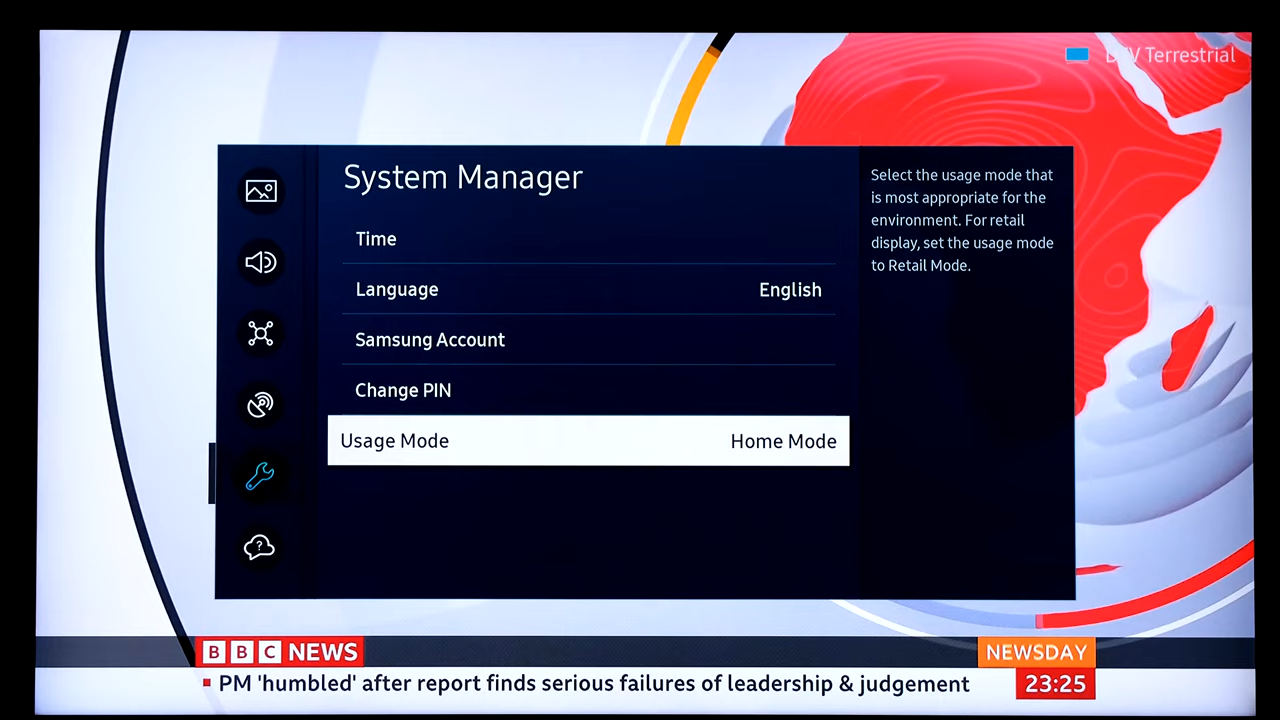 Terrestrial
System Manager
Time
Language English
Samsung Account
Change PIN
Usage Mode Home Mode
Select the usage mode that
is most appropriate for the
environment. For retail
display, set the usage mode
to Retail Mode.
BBC NEWS
NEWSDAY
PM 'humbled' after report finds serious failures of leadership & judgement
23:25